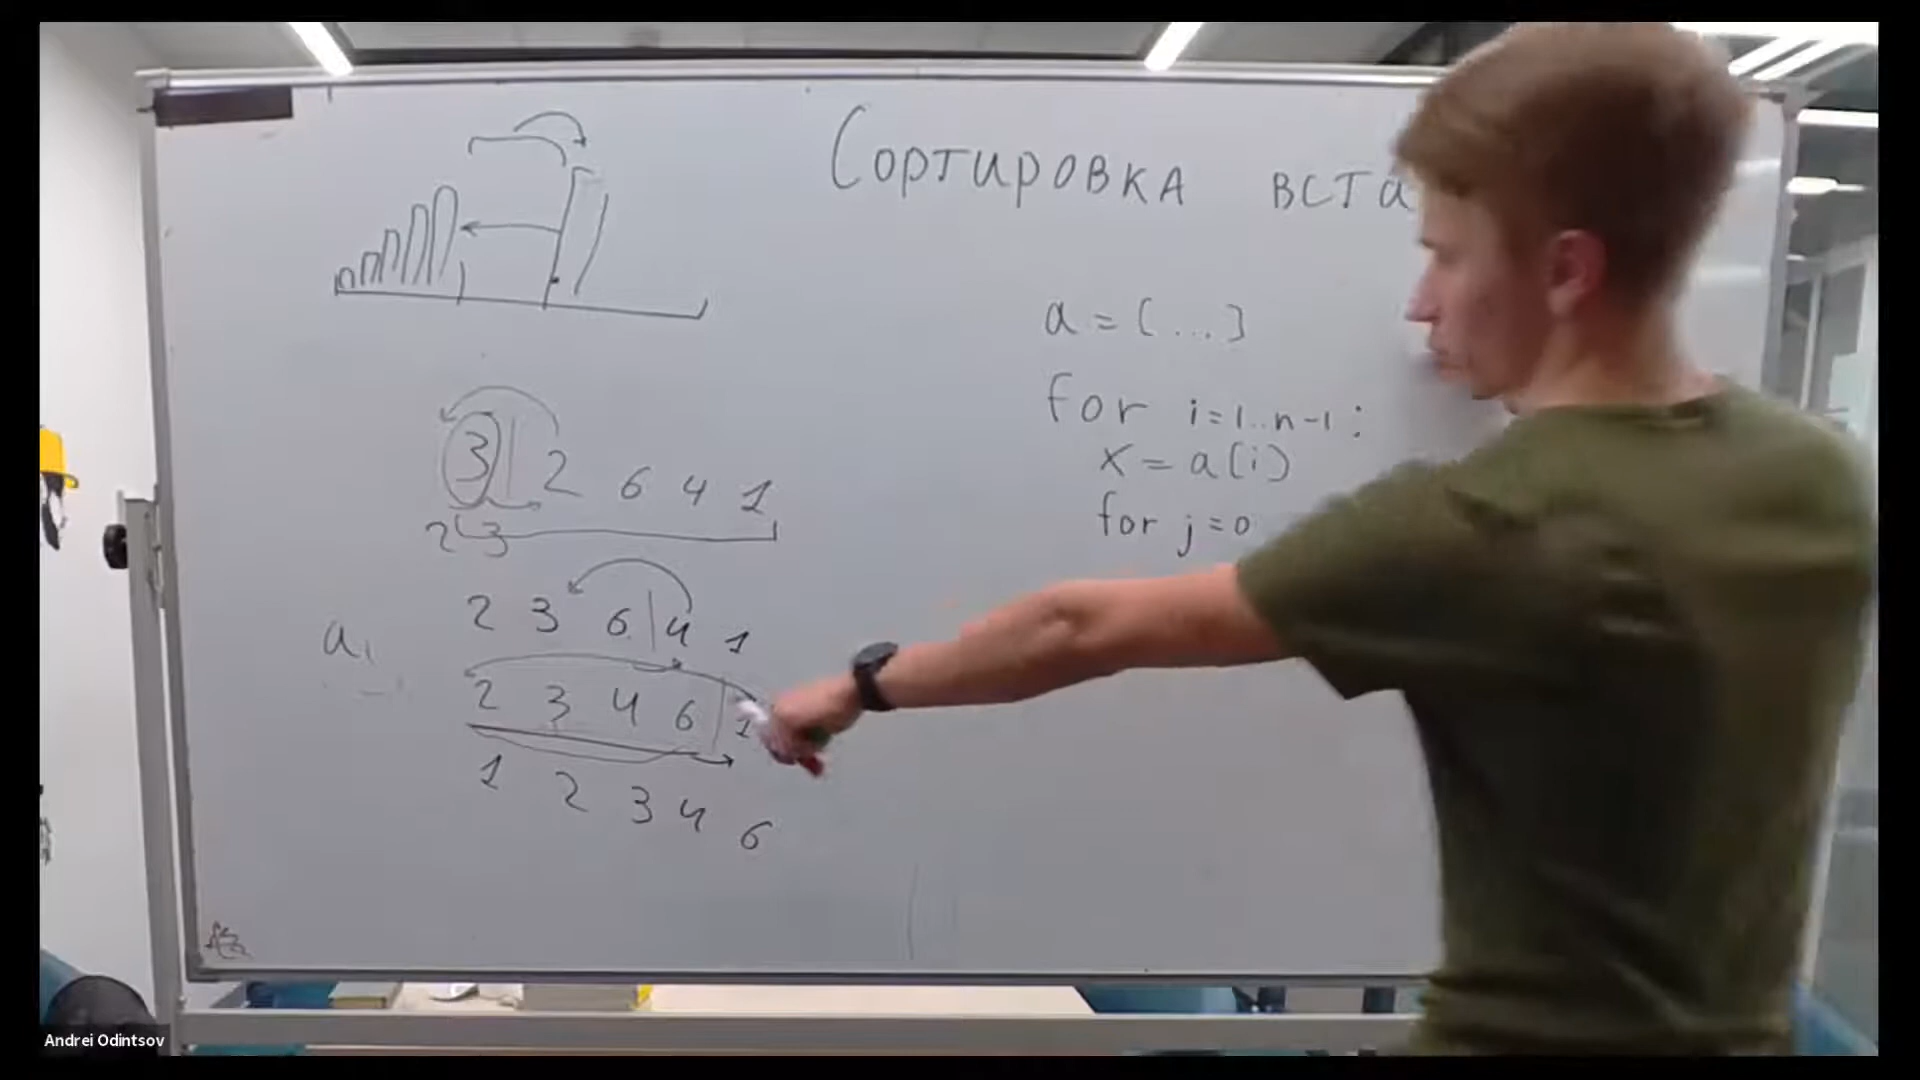 Сортировка вста
a = [ ... ]
for i=1..n-1:
x = a[i]
for j=0
3 | 2 6 4 1
2 3
2 3 6 | 4 1
a
2 3 4 6 | 1
1 2 3 4 6
Andrei Odintsov